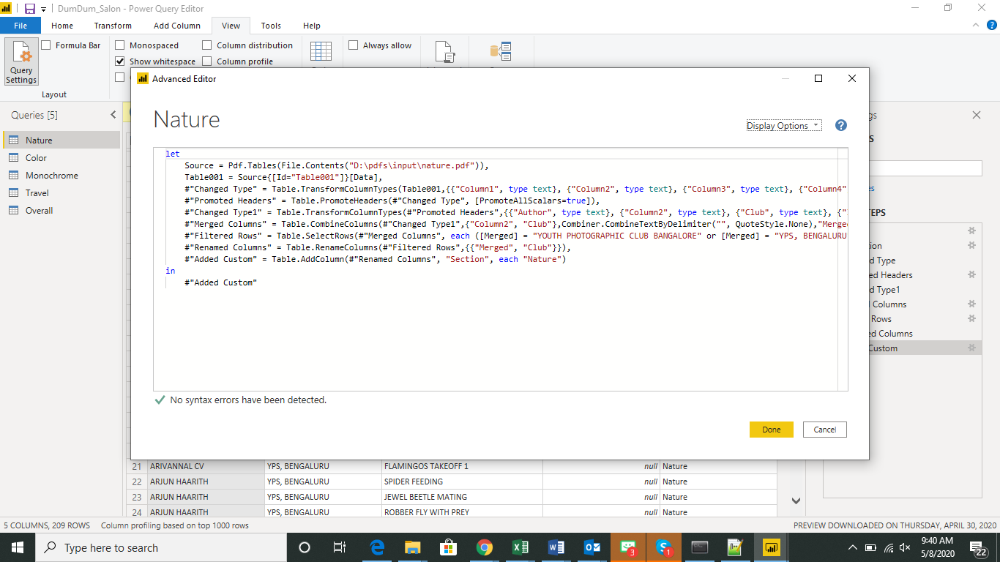 DumDum_Salon - Power Query Editor
File Home Transform Add Column View Tools Help
Formula Bar Monospaced Column distribution Always allow
Query Settings Show whitespace Column profile
Layout
Queries [5]
Nature
Color
Monochrome
Travel
Overall
Advanced Editor
Nature
Display Options
?
let
Source = Pdf.Tables(File.Contents("D:\pdfs\input\nature.pdf")),
Table001 = Source{[Id="Table001"]}[Data],
#"Changed Type" = Table.TransformColumnTypes(Table001,{{"Column1", type text}, {"Column2", type text}, {"Column3", type text}, {"Column4"
#"Promoted Headers" = Table.PromoteHeaders(#"Changed Type", [PromoteAllScalars=true]),
#"Changed Type1" = Table.TransformColumnTypes(#"Promoted Headers",{{"Author", type text}, {"Column2", type text}, {"Club", type text}, {"
#"Merged Columns" = Table.CombineColumns(#"Changed Type1",{"Column2", "Club"},Combiner.CombineTextByDelimiter("", QuoteStyle.None),"Merge
#"Filtered Rows" = Table.SelectRows(#"Merged Columns", each ([Merged] = "YOUTH PHOTOGRAPHIC CLUB BANGALORE" or [Merged] = "YPS, BENGALURU
#"Renamed Columns" = Table.RenameColumns(#"Filtered Rows",{{"Merged", "Club"}}),
#"Added Custom" = Table.AddColumn(#"Renamed Columns", "Section", each "Nature")
in
#"Added Custom"
No syntax errors have been detected.
Done Cancel
gs
S
es
TEPS
tion
d Type
ed Headers
d Type1
Columns
Rows
ed Columns
Custom
21 ARIVANNAL CV YPS, BENGALURU FLAMINGOS TAKEOFF 1 null Nature
22 ARJUN HAARITH YPS, BENGALURU SPIDER FEEDING null Nature
23 ARJUN HAARITH YPS, BENGALURU JEWEL BEETLE MATING null Nature
24 ARJUN HAARITH YPS, BENGALURU ROBBER FLY WITH PREY null Nature
5 COLUMNS, 209 ROWS Column profiling based on top 1000 rows PREVIEW DOWNLOADED ON THURSDAY, APRIL 30, 2020
Type here to search
3
1
9:40 AM
5/8/2020
22